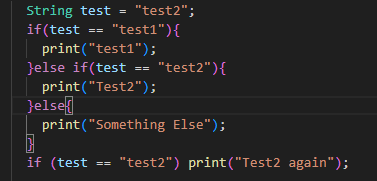 String test = "test2";
if(test == "test1"){
print("test1");
}else if(test == "test2"){
print("Test2");
}else{
print("Something Else");
}
if (test == "test2") print("Test2 again");